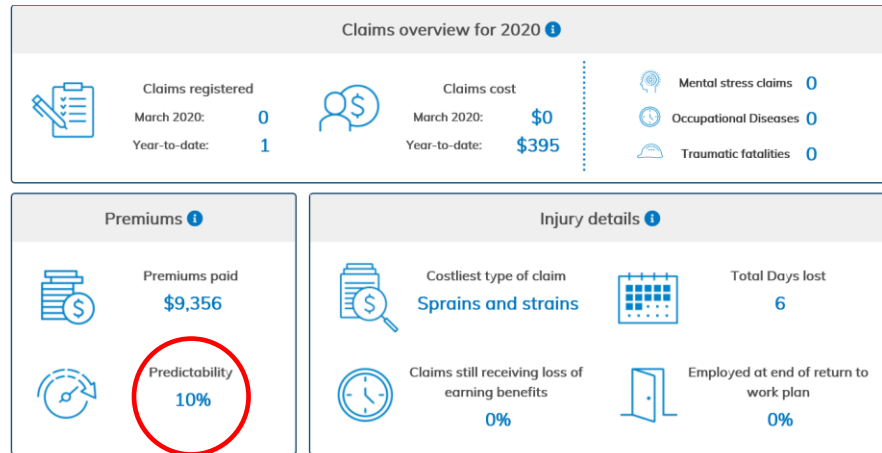 Claims overview for 2020
Claims registered
March 2020: 0
Year-to-date: 1
Claims cost
March 2020: $0
Year-to-date: $395
Mental stress claims 0
Occupational Diseases 0
Traumatic fatalities 0
Premiums
Premiums paid
$9,356
Predictability
10%
Injury details
Costliest type of claim
Sprains and strains
Total Days lost
6
Claims still receiving loss of
earning benefits
0%
Employed at end of return to
work plan
0%